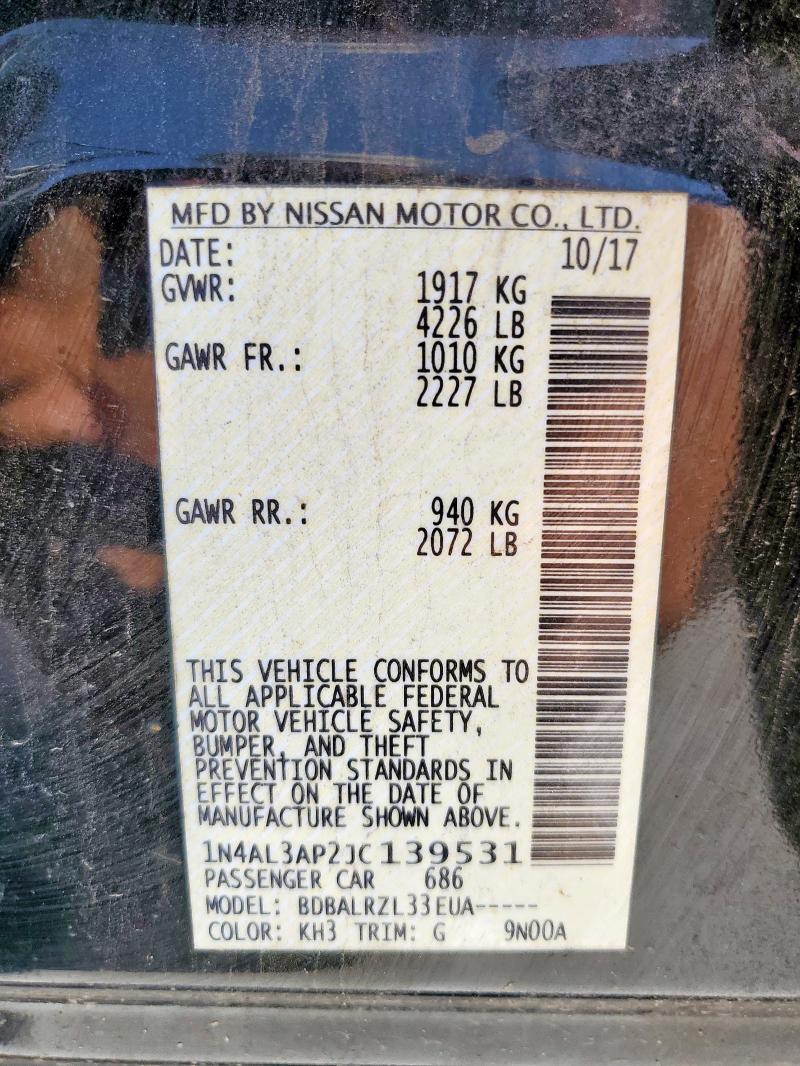 MFD BY NISSAN MOTOR CO., LTD.
DATE: 10/17
GVWR: 1917 KG
4226 LB
GAWR FR.: 1010 KG
2227 LB
GAWR RR.: 940 KG
2072 LB
THIS VEHICLE CONFORMS TO
ALL APPLICABLE FEDERAL
MOTOR VEHICLE SAFETY,
BUMPER, AND THEFT
PREVENTION STANDARDS IN
EFFECT ON THE DATE OF
MANUFACTURE SHOWN ABOVE.
1N4AL3AP2JC139531
PASSENGER CAR 686
MODEL: BDBALRZL33EUA-----
COLOR: KH3 TRIM: G 9N00A